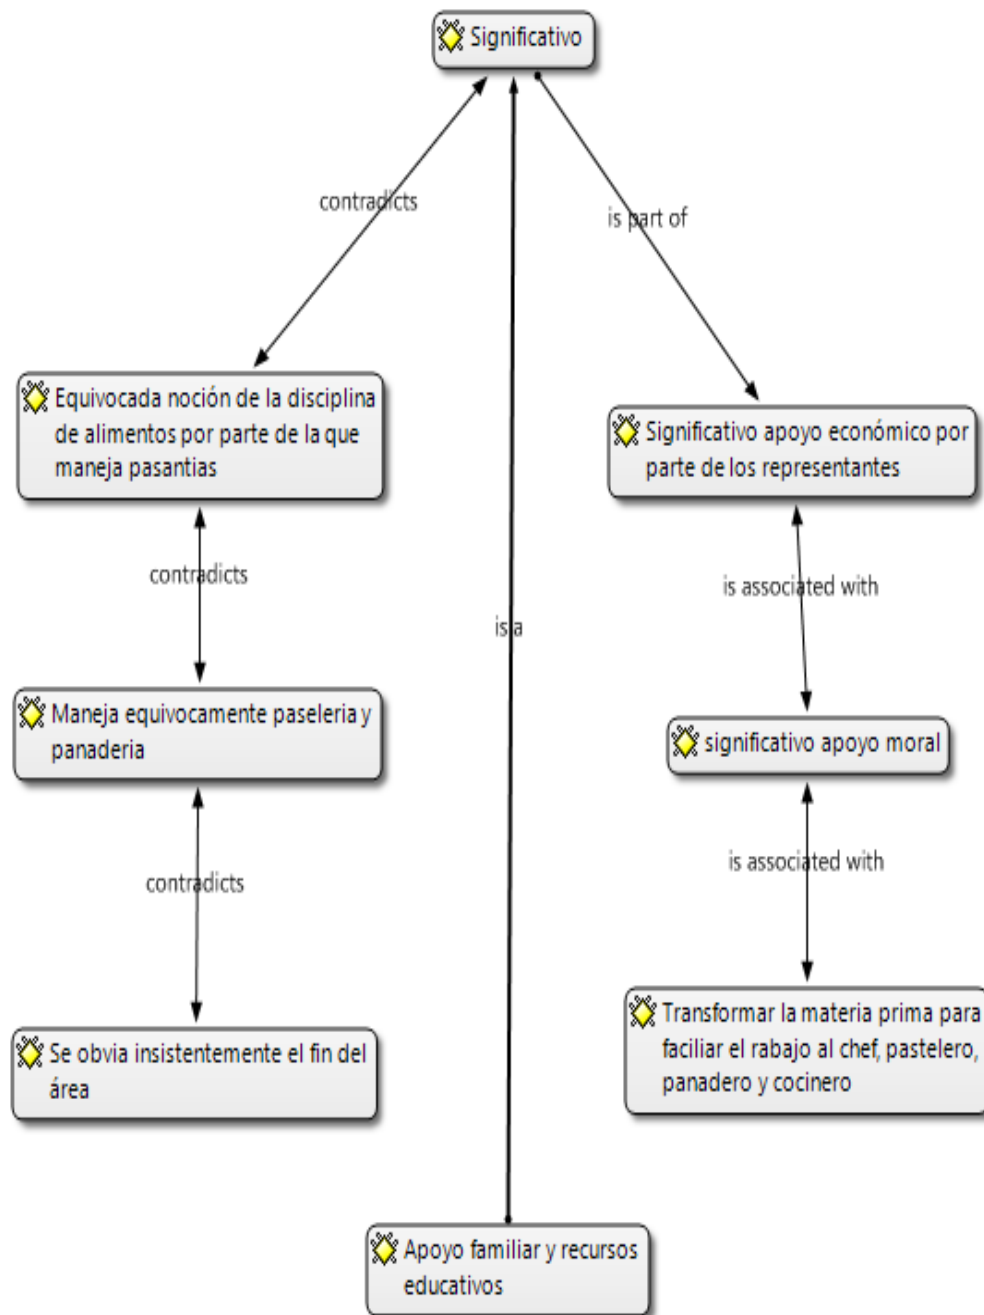 Significativo
contradicts
is part of
Equivocada noción de la disciplina
de alimentos por parte de la que
maneja pasantias
Significativo apoyo económico por
parte de los representantes
contradicts
is associated with
is a
Maneja equivocamente paseleria y
panaderia
significativo apoyo moral
contradicts
is associated with
Se obvia insistentemente el fin del
área
Transformar la materia prima para
faciliar el rabajo al chef, pastelero,
panadero y cocinero
Apoyo familiar y recursos
educativos